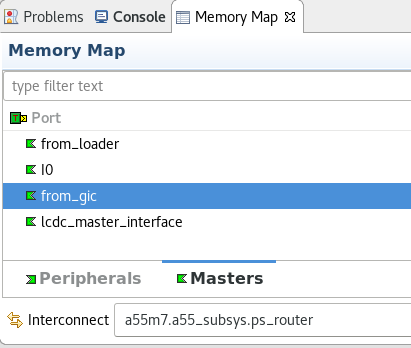 Problems Console Memory Map
Memory Map
type filter text
Port
from_loader
I0
from_gic
lcdc_master_interface
Peripherals Masters
Interconnect a55m7.a55_subsys.ps_router